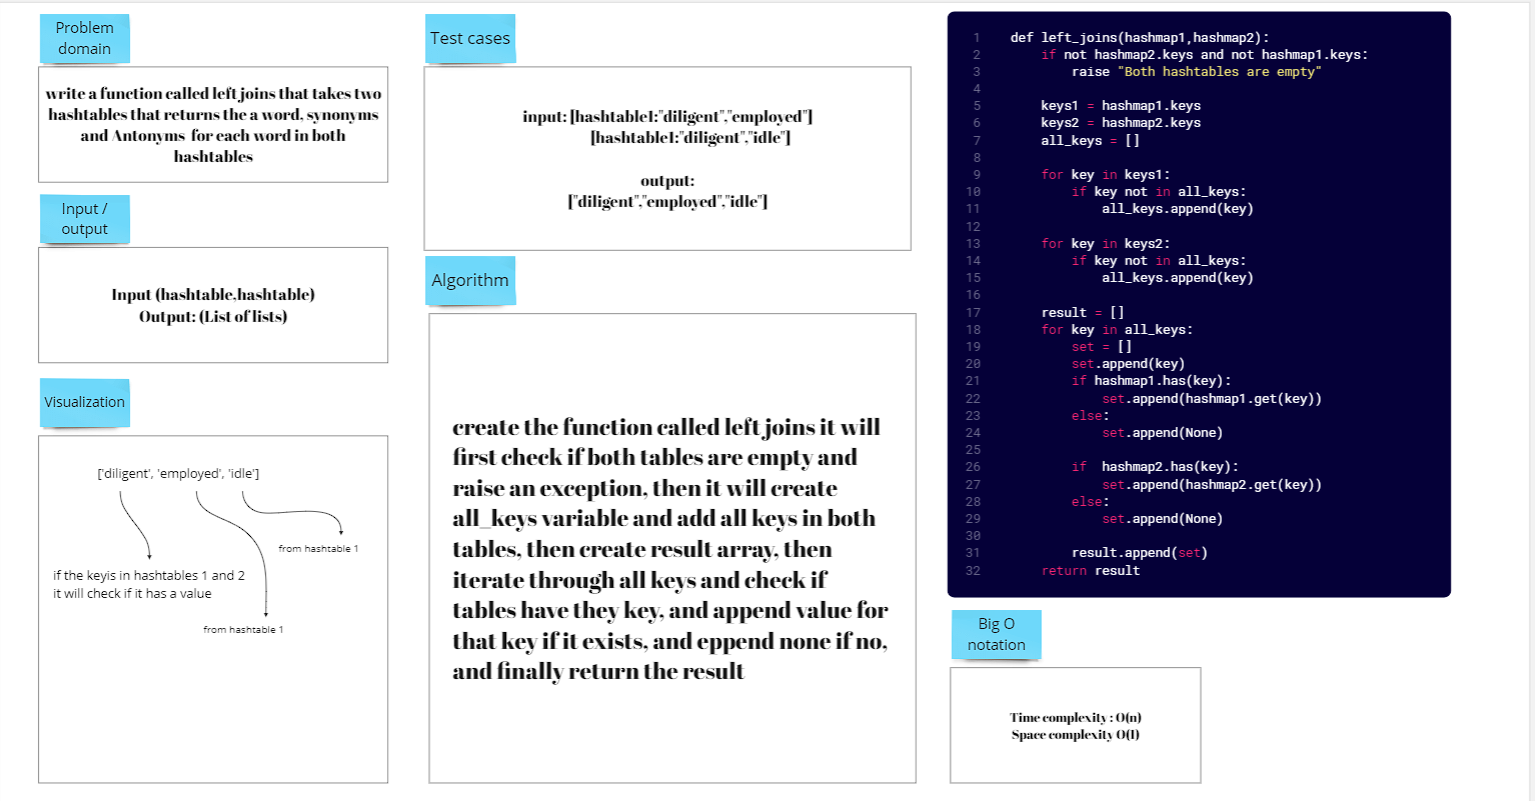 Problem
domain
write a function called left joins that takes two
hashtables that returns the a word, synonyms
and Antonyms for each word in both
hashtables
Input /
output
Input (hashtable,hashtable)
Output: (List of lists)
Visualization
['diligent', 'employed', 'idle']
from hashtable 1
if the keyis in hashtables 1 and 2
it will check if it has a value
from hashtable 1
Test cases
input: [hashtable1:"diligent","employed"]
[hashtable1:"diligent","idle"]
output:
["diligent","employed","idle"]
Algorithm
create the function called left joins it will
first check if both tables are empty and
raise an exception, then it will create
all_keys variable and add all keys in both
tables, then create result array, then
iterate through all keys and check if
tables have they key, and append value for
that key if it exists, and eppend none if no,
and finally return the result
1 def left_joins(hashmap1,hashmap2):
2 if not hashmap2.keys and not hashmap1.keys:
3 raise "Both hashtables are empty"
4
5 keys1 = hashmap1.keys
6 keys2 = hashmap2.keys
7 all_keys = []
8
9 for key in keys1:
10 if key not in all_keys:
11 all_keys.append(key)
12
13 for key in keys2:
14 if key not in all_keys:
15 all_keys.append(key)
16
17 result = []
18 for key in all_keys:
19 set = []
20 set.append(key)
21 if hashmap1.has(key):
22 set.append(hashmap1.get(key))
23 else:
24 set.append(None)
25
26 if hashmap2.has(key):
27 set.append(hashmap2.get(key))
28 else:
29 set.append(None)
30
31 result.append(set)
32 return result
Big O
notation
Time complexity : O(n)
Space complexity O(1)